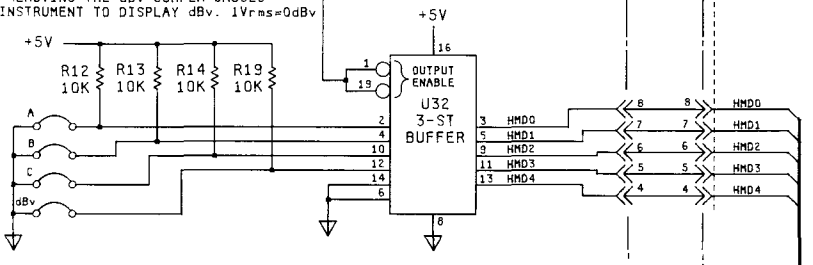 REMOVING THE dBv JUMPER CAUSES
INSTRUMENT TO DISPLAY dBv. 1Vrms=0dBv
+5V
+5V
16
R12
10K
R13
10K
R14
10K
R19
10K
1
19
OUTPUT
ENABLE
U32
3-ST
BUFFER
A
B
C
dBv
2
4
10
12
14
6
3 HMD0
5 HMD1
9 HMD2
11 HMD3
13 HMD4
8
8 8 HMD0
7 7 HMD1
6 6 HMD2
5 5 HMD3
4 4 HMD4